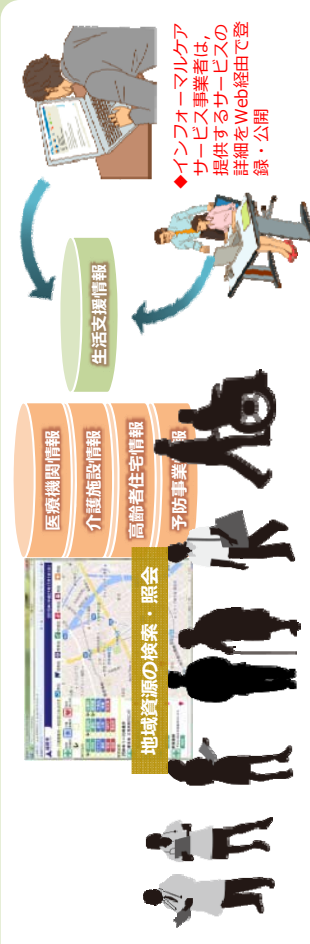 ◆インフォーマルケア
サービス事業者は,
提供するサービスの
詳細をWeb経由で登
録・公開
生活支援情報
医療機関情報
介護施設情報
高齢者住宅情報
予防事業
報
地域資源の検索・照会